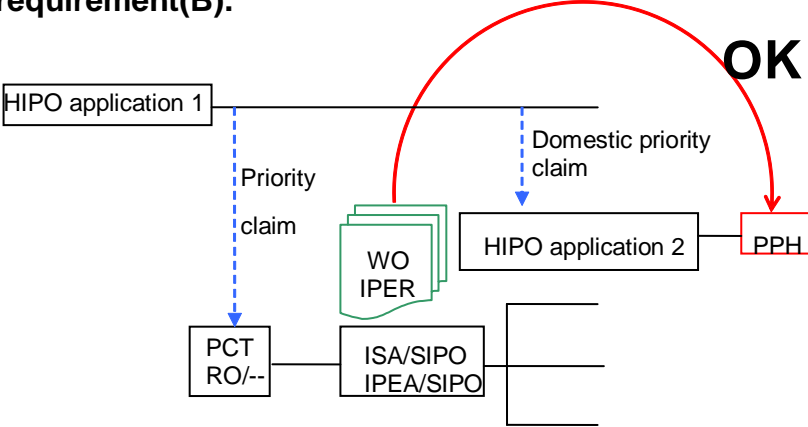 requirement(B).
OK
HIPO application 1
Domestic priority
claim
Priority
claim
WO
IPER
HIPO application 2
PPH
PCT
RO/--
ISA/SIPO
IPEA/SIPO